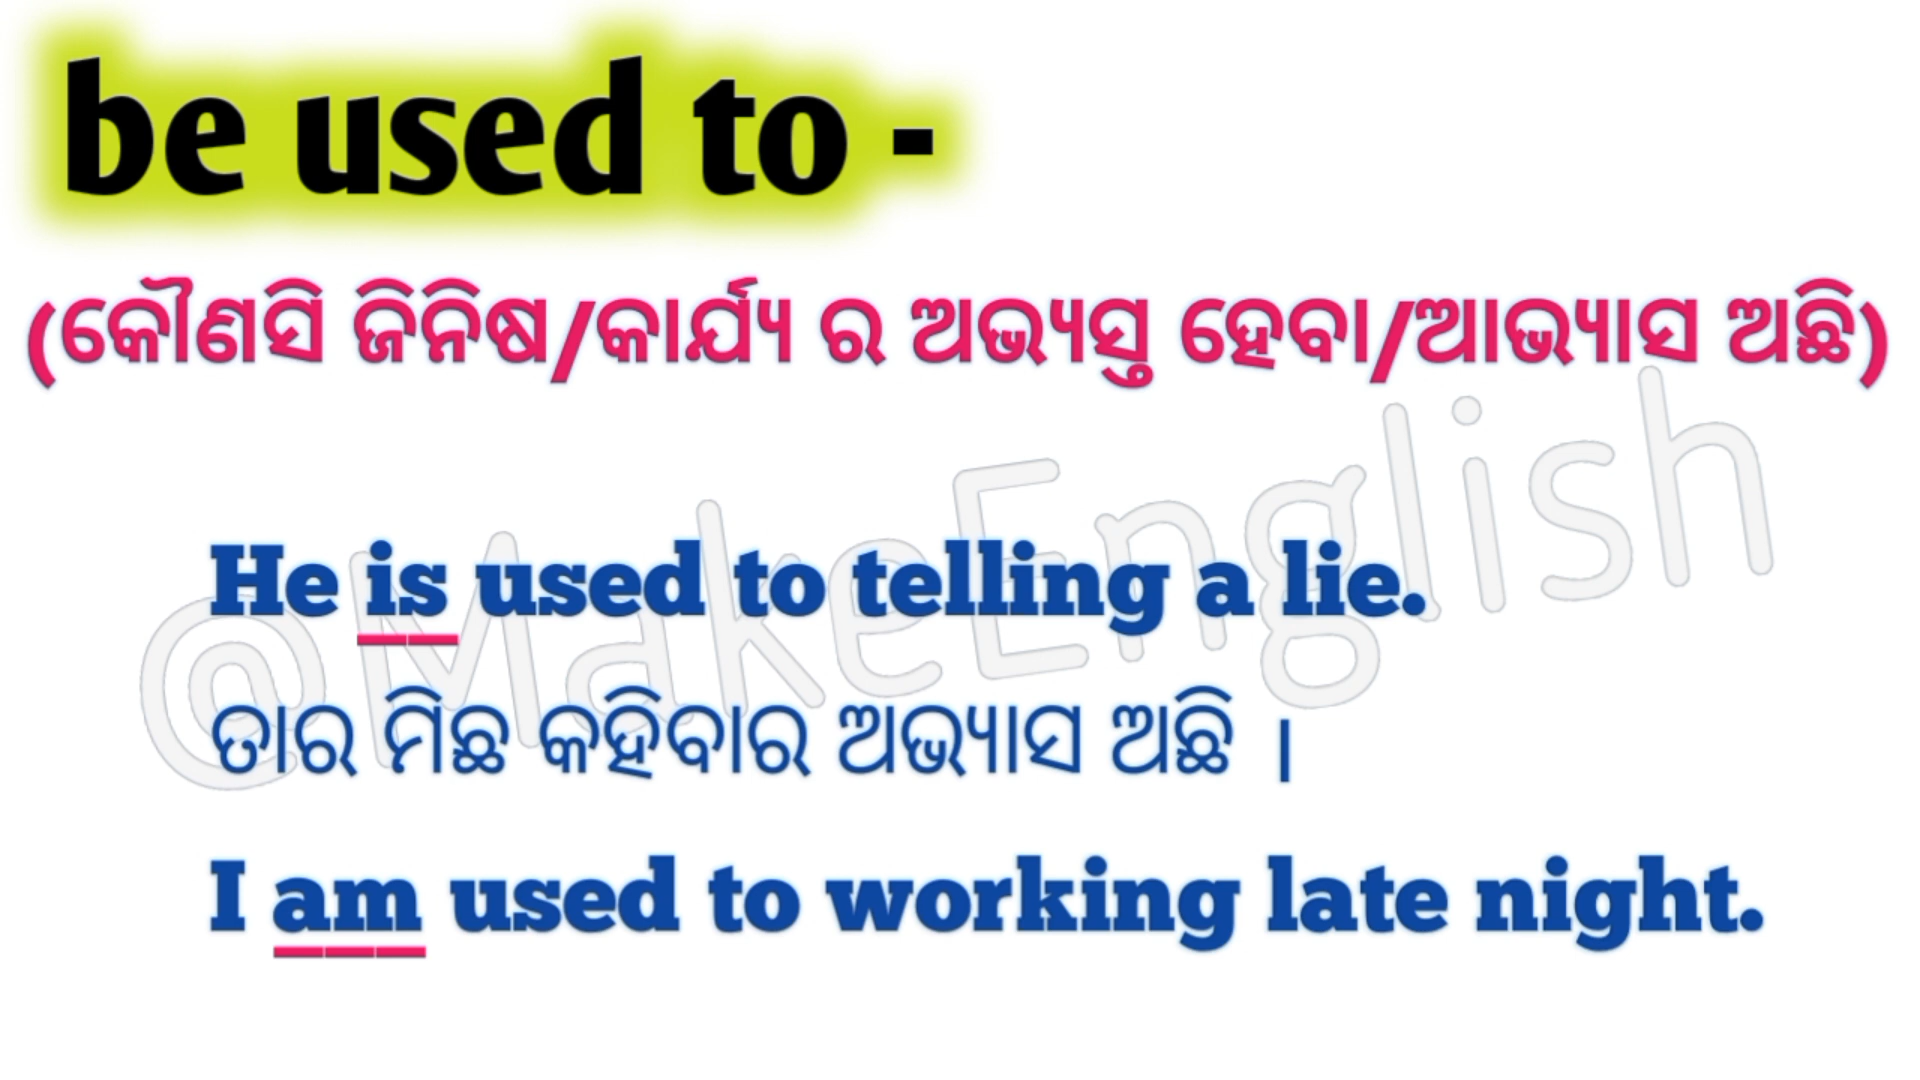 be used to -
(କୌଣସି ଜିନିଷ/କାର୍ଯ୍ୟ ର ଅଭ୍ୟସ୍ତ ହେବା/ଆଭ୍ୟାସ ଅଛି)
@MakeEnglish
He is used to telling a lie.
ତାର ମିଛ କହିବାର ଅଭ୍ୟାସ ଅଛି ।
I am used to working late night.